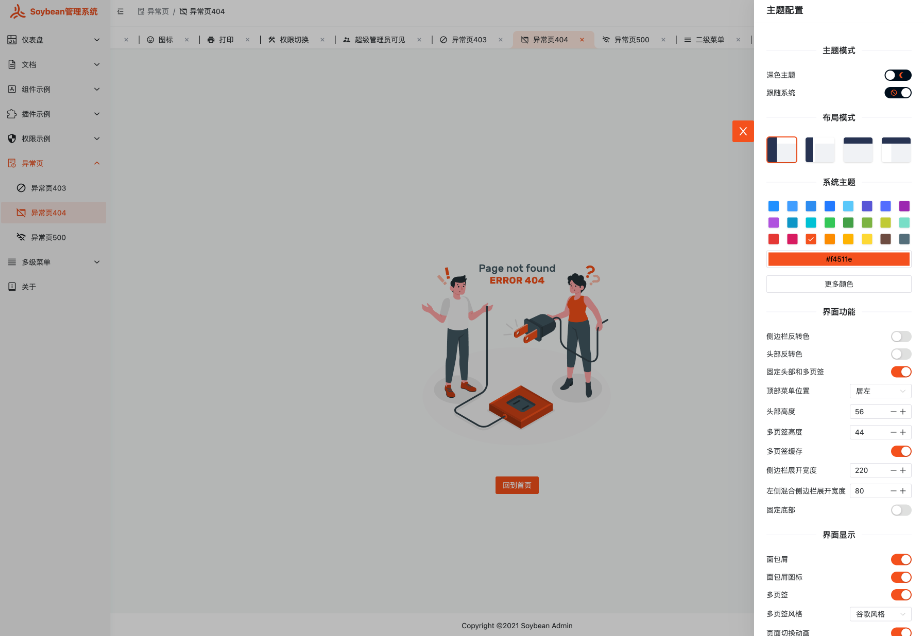 Soybean管理系统
异常页 / 异常页404
主题配置
仪表盘
文档
组件示例
插件示例
权限示例
异常页
异常页403
异常页404
异常页500
多级菜单
关于
图标
打印
权限切换
超级管理员可见
异常页403
异常页404
异常页500
二级菜单
Page not found
ERROR 404
回到首页
Copyright ©2021 Soybean Admin
主题模式
深色主题
跟随系统
布局模式
系统主题
#f4511e
更多颜色
界面功能
侧边栏反转色
头部反转色
固定头部和多页签
顶部菜单位置 居左
头部高度 56
多页签高度 44
多页签缓存
侧边栏展开宽度 220
左侧混合侧边栏展开宽度 80
固定底部
界面显示
面包屑
面包屑图标
多页签
多页签风格 谷歌风格
页面切换动画